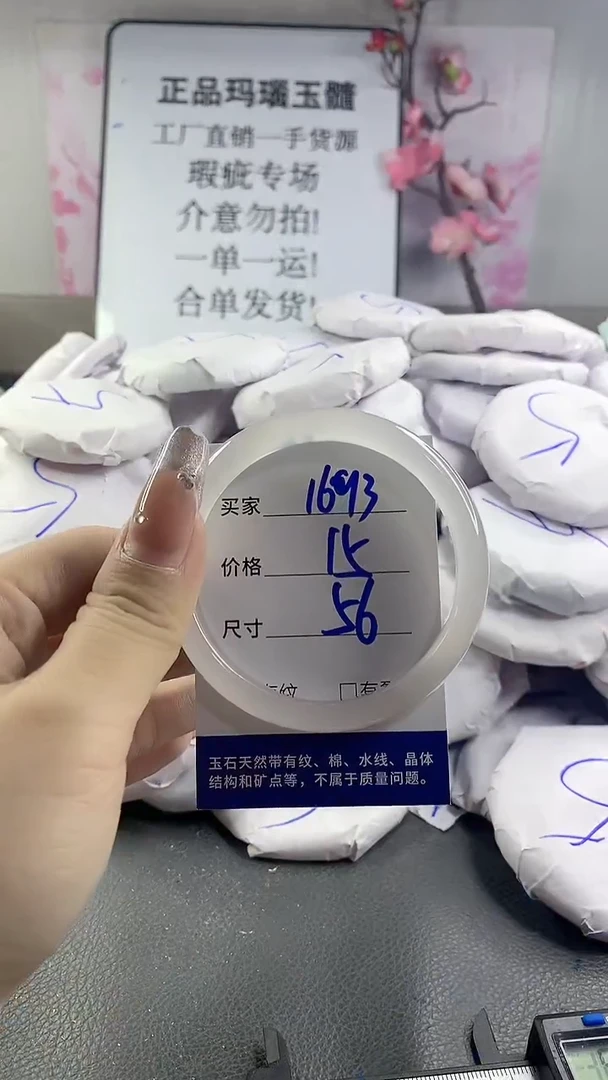 正品玛瑙玉髓
工厂直销一手货源
瑕疵专场
介意勿拍!
一单一运!
合单发货!
买家 1693
价格 15
尺寸 56
纹 口有
玉石天然带有纹、棉、水线、晶体
结构和矿点等，不属于质量问题。